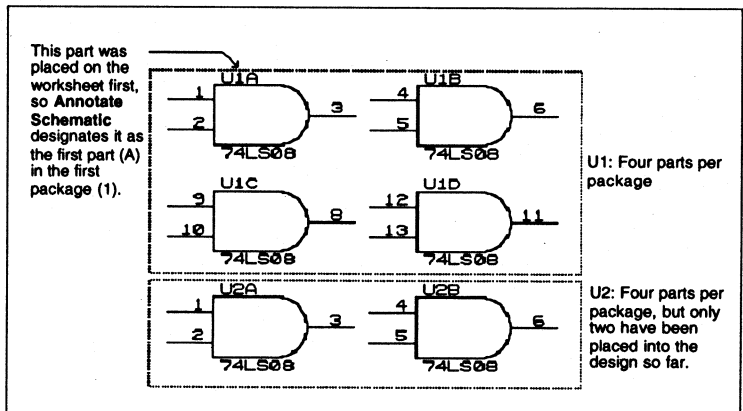 This part was
placed on the
worksheet first,
so Annotate
Schematic
designates it as
the first part (A)
in the first
package (1).
U1A
1
2
3
74LS08
U1B
4
5
6
74LS08
U1C
9
10
8
74LS08
U1D
12
13
11
74LS08
U1: Four parts per
package
U2A
1
2
3
74LS08
U2B
4
5
6
74LS08
U2: Four parts per
package, but only
two have been
placed into the
design so far.